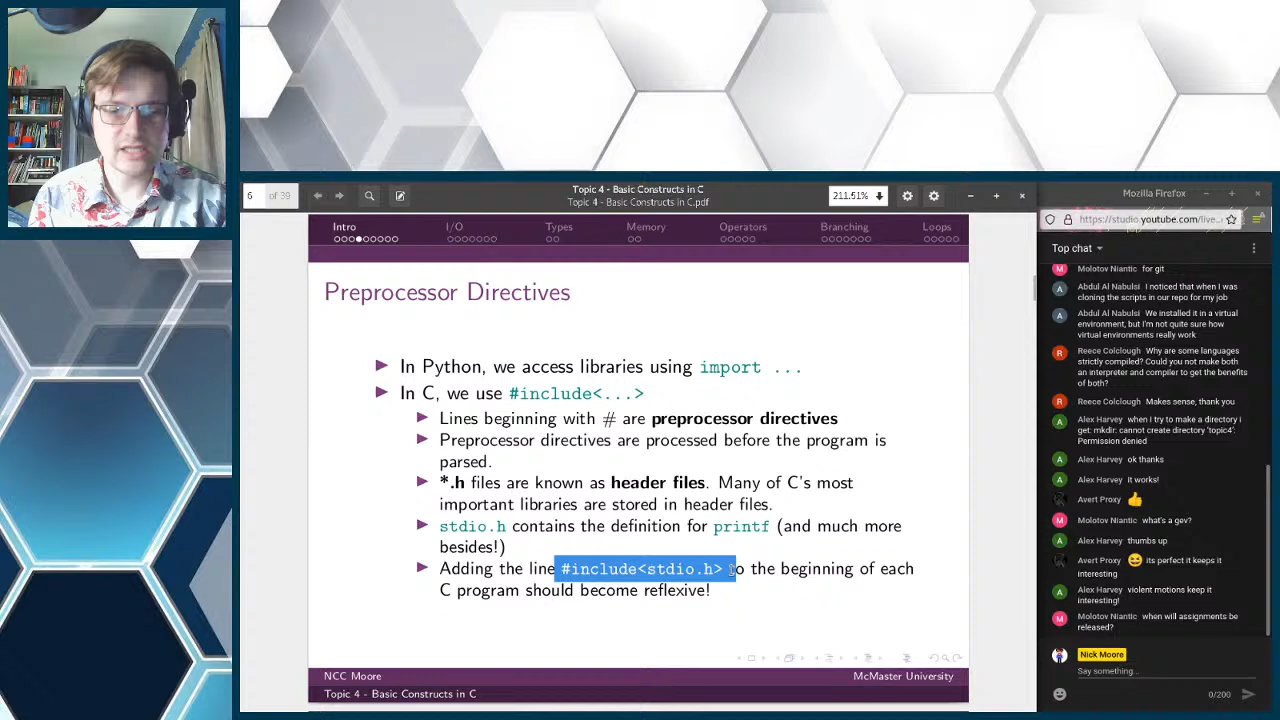 6 of 39
Topic 4 - Basic Constructs in C
Topic 4 - Basic Constructs in C.pdf
211.51%
Intro I/O Types Memory Operators Branching Loops
Preprocessor Directives
In Python, we access libraries using import ...
In C, we use #include<...>
Lines beginning with # are preprocessor directives
Preprocessor directives are processed before the program is
parsed.
*.h files are known as header files. Many of C's most
important libraries are stored in header files.
stdio.h contains the definition for printf (and much more
besides!)
Adding the line #include<stdio.h> to the beginning of each
C program should become reflexive!
NCC Moore McMaster University
Topic 4 - Basic Constructs in C
Mozilla Firefox
https://studio.youtube.com/live_c
Top chat
M Molotov Niantic for git
A Abdul Al Nabulsi I noticed that when I was
cloning the scripts in our repo for my job
A Abdul Al Nabulsi We installed it in a virtual
environment, but I'm not quite sure how
virtual environments really work
R Reece Colclough Why are some languages
strictly compiled? Could you not make both
an interpreter and compiler to get the benefits
of both?
R Reece Colclough Makes sense, thank you
A Alex Harvey when I try to make a directory i
get: mkdir: cannot create directory 'topic4':
Permission denied
A Alex Harvey ok thanks
A Alex Harvey it works!
Avert Proxy 👍
M Molotov Niantic what's a gev?
A Alex Harvey thumbs up
Avert Proxy 😆 Its perfect it keeps it
interesting
A Alex Harvey violent motions keep it
interesting!
M Molotov Niantic when will assignments be
released?
Nick Moore
Say something...
0/200